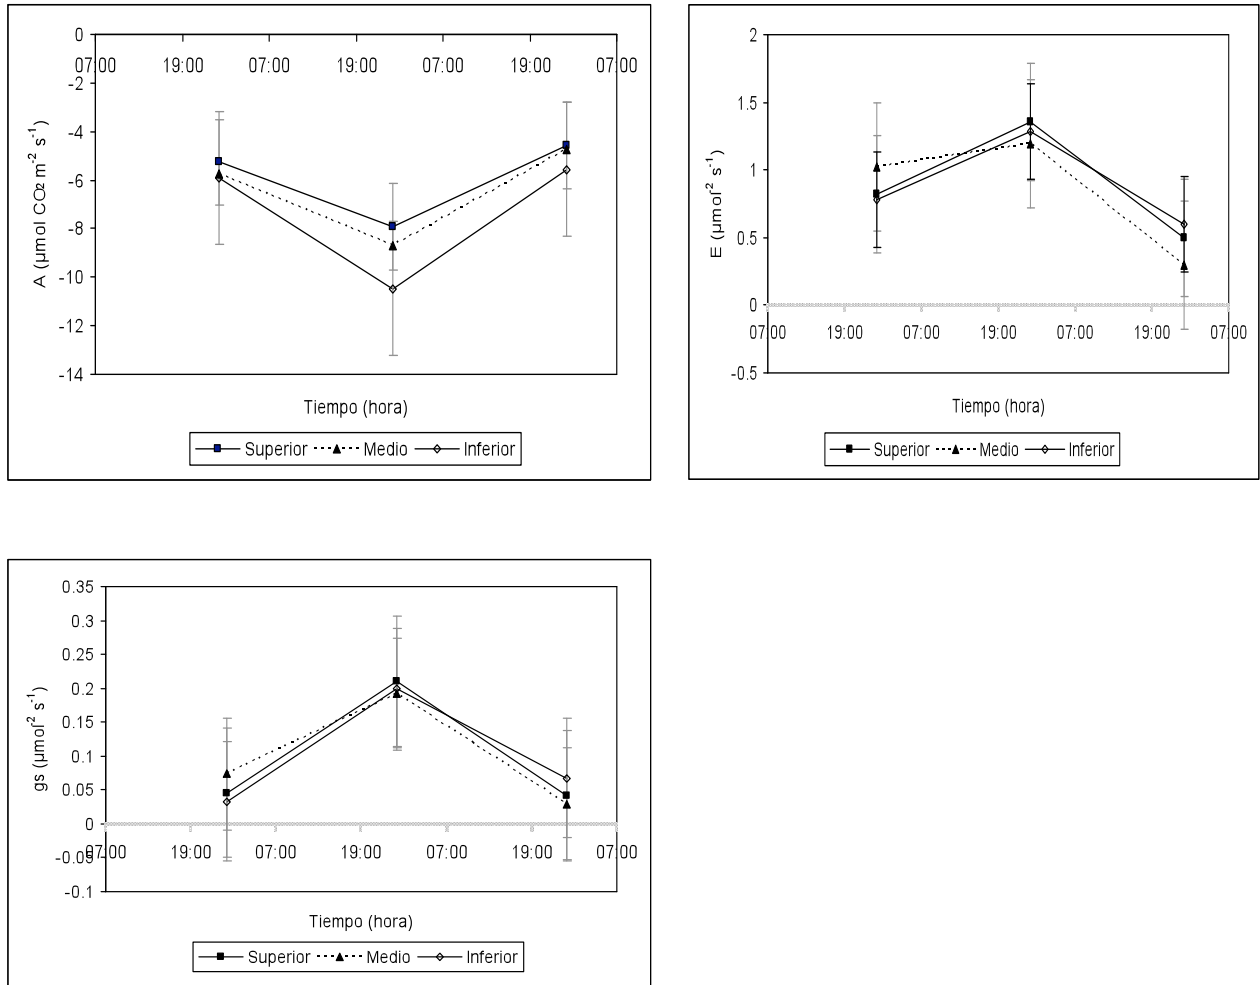 0
07:00 19:00 07:00 19:00 07:00 19:00 07:00
-2
-4
-6
-8
-10
-12
-14
A (µmol CO2 m-2 s-1)
Tiempo (hora)
Superior Medio Inferior
2
1.5
1
0.5
0
07:00 19:00 07:00 19:00 07:00 19:00 07:00
-0.5
E (µmol-2 s-1)
Tiempo (hora)
Superior Medio Inferior
0.35
0.3
0.25
0.2
0.15
0.1
0.05
0
07:00 19:00 07:00 19:00 07:00 19:00 07:00
-0.05
-0.1
gs (µmol-2 s-1)
Tiempo (hora)
Superior Medio Inferior